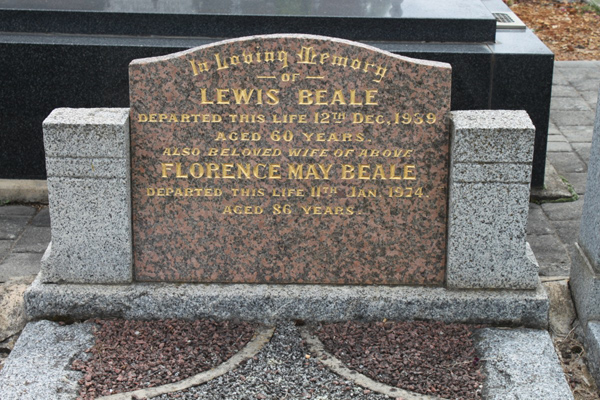 In Loving Memory
OF
LEWIS BEALE
DEPARTED THIS LIFE 12TH DEC. 1939
AGED 60 YEARS.
ALSO BELOVED WIFE OF ABOVE
FLORENCE MAY BEALE
DEPARTED THIS LIFE 11TH JAN. 1974.
AGED 86 YEARS.